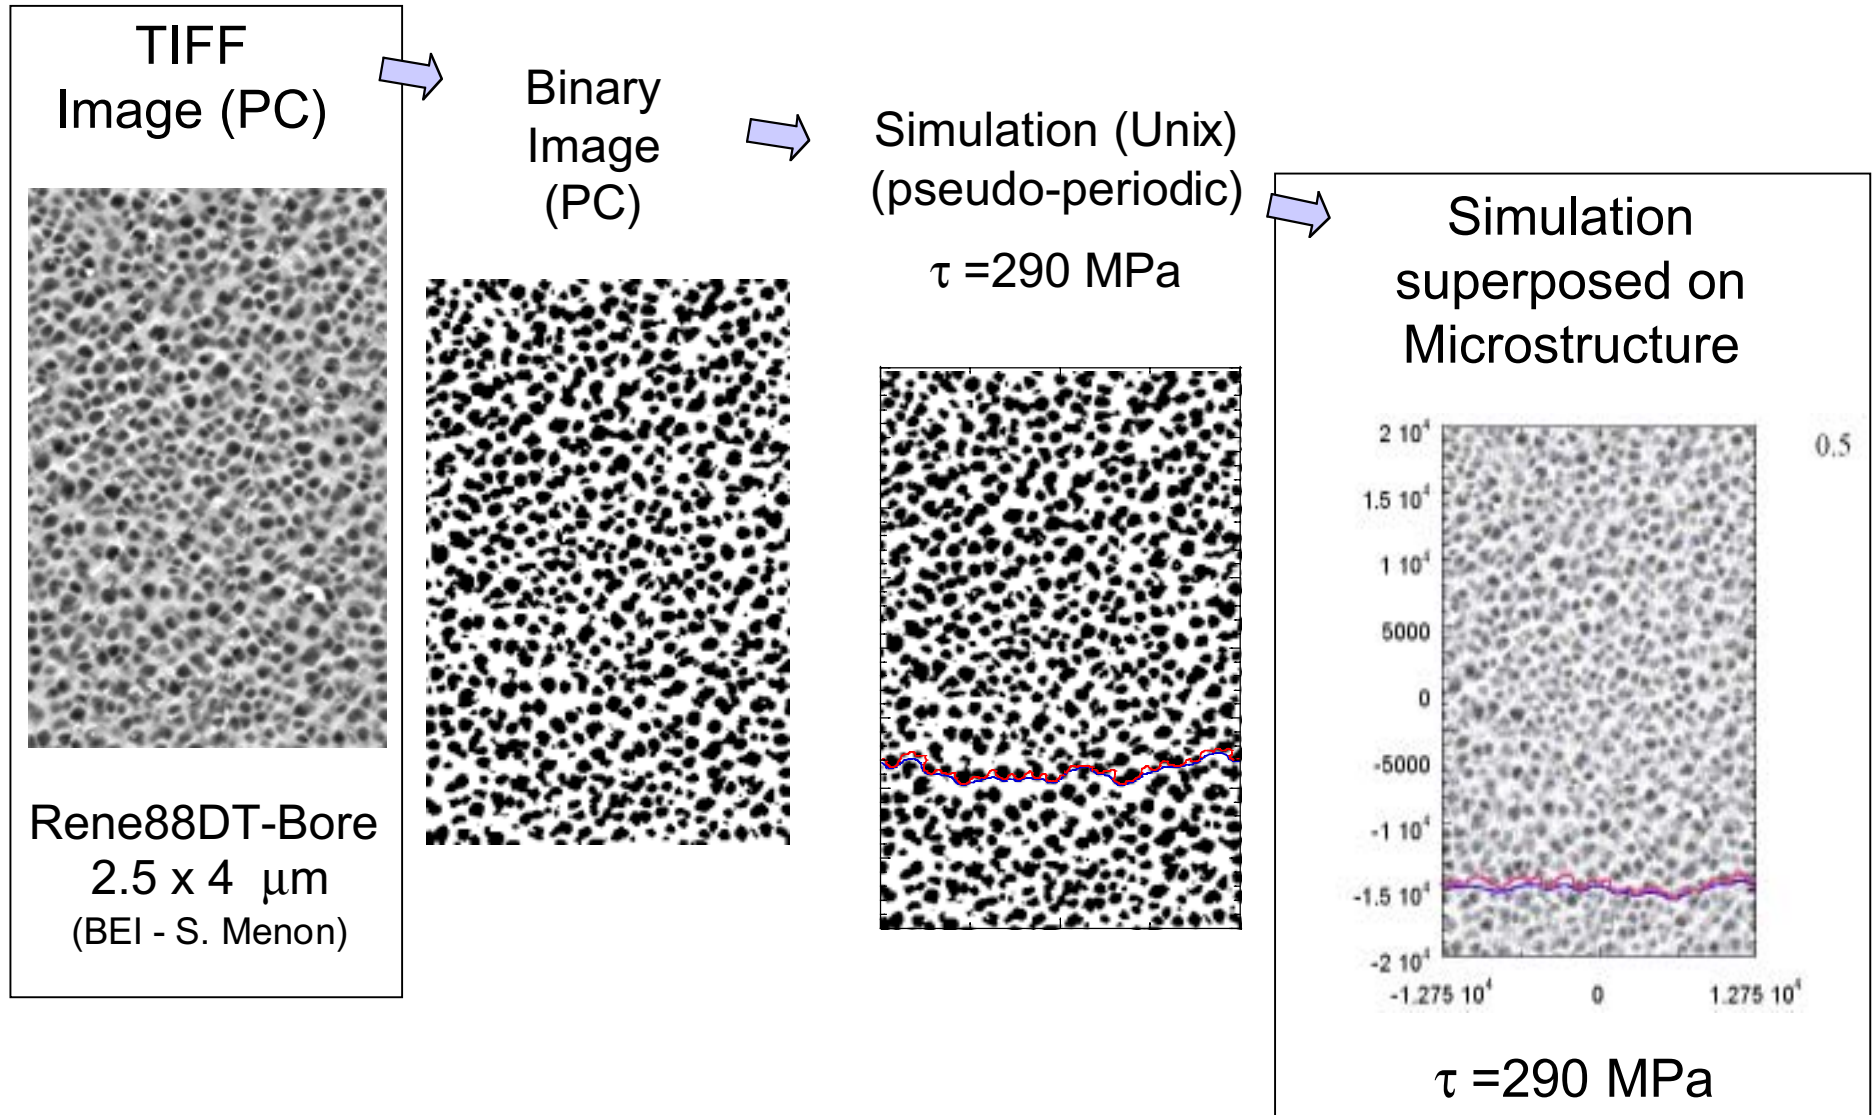 TIFF
Image (PC)
Rene88DT-Bore
2.5 x 4 μm
(BEI - S. Menon)
Binary
Image
(PC)
Simulation (Unix)
(pseudo-periodic)
τ =290 MPa
Simulation
superposed on
Microstructure
0.5
2 10⁴
1.5 10⁴
1 10⁴
5000
0
-5000
-1 10⁴
-1.5 10⁴
-2 10⁴
-1.275 10⁴ 0 1.275 10⁴
τ =290 MPa